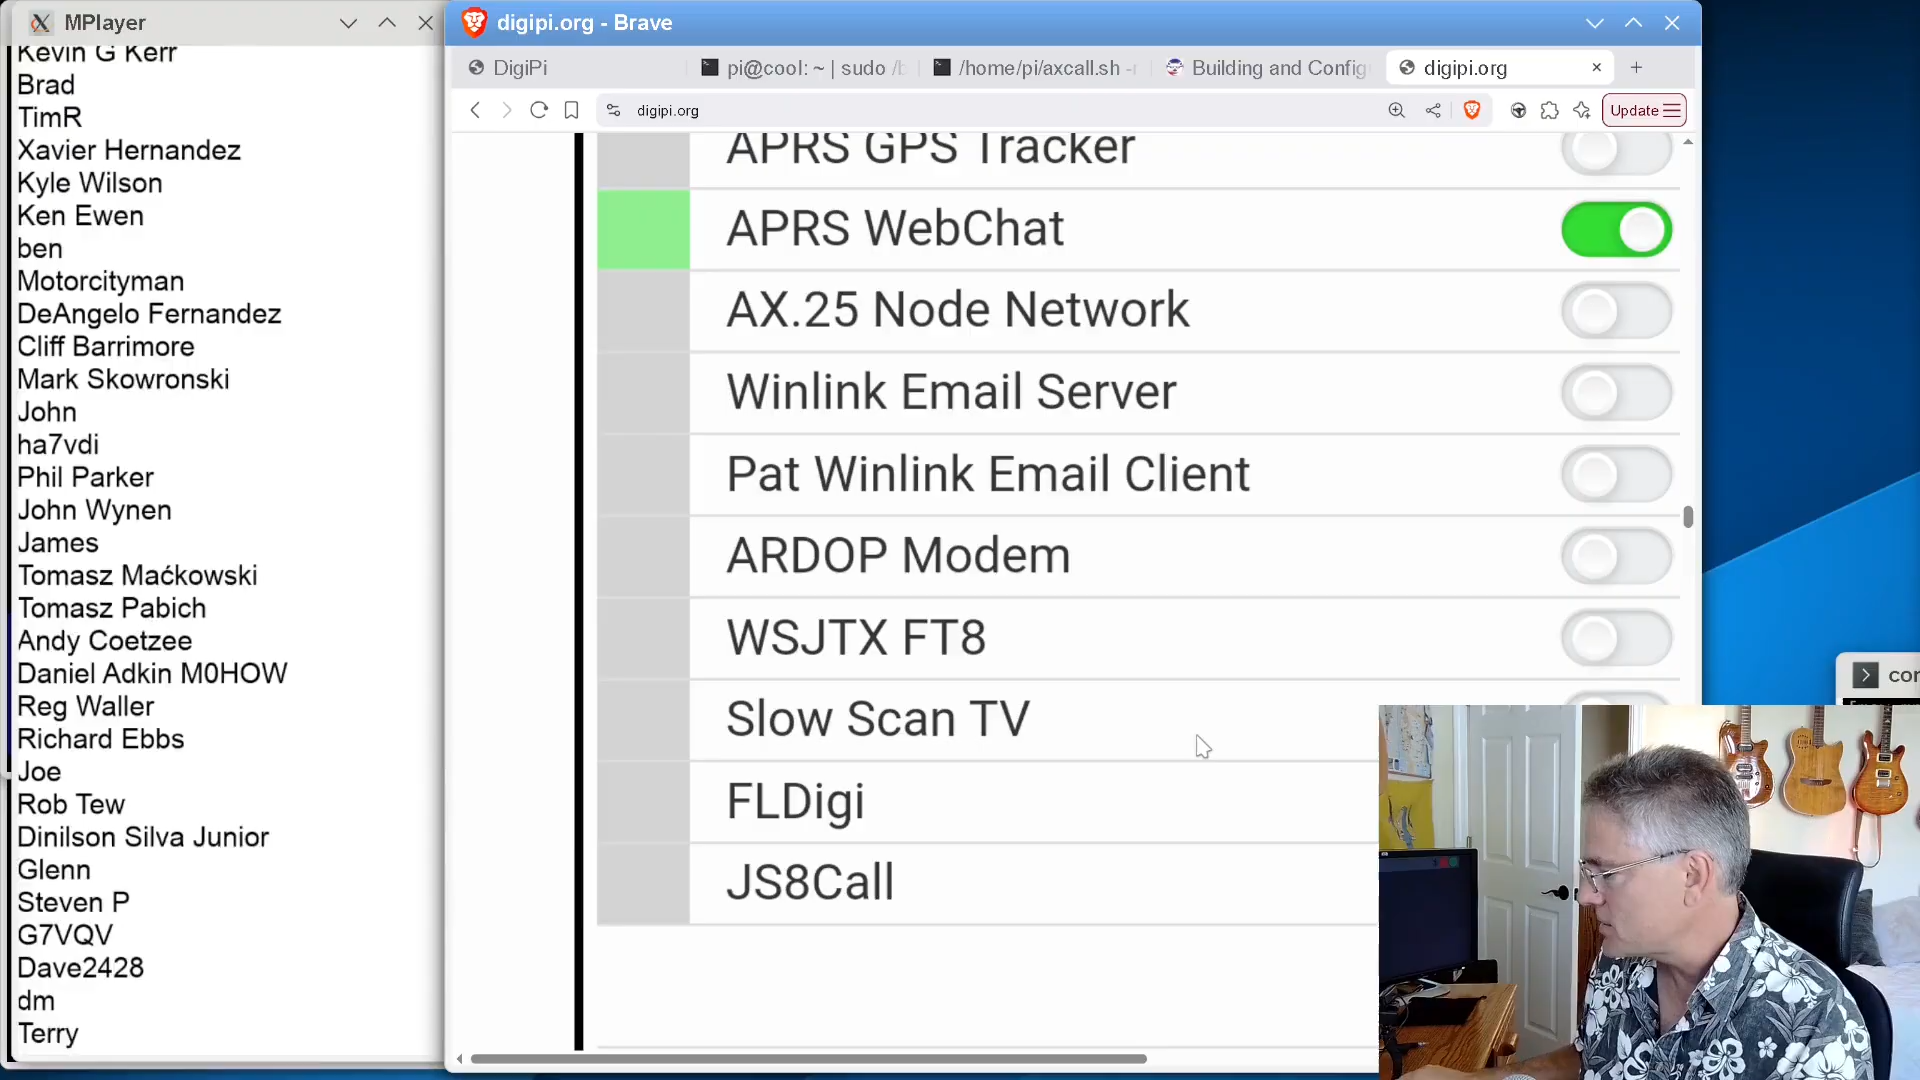 MPlayer
Kevin G Kerr
Brad
TimR
Xavier Hernandez
Kyle Wilson
Ken Ewen
ben
Motorcityman
DeAngelo Fernandez
Cliff Barrimore
Mark Skowronski
John
ha7vdi
Phil Parker
John Wynen
James
Tomasz Maćkowski
Tomasz Pabich
Andy Coetzee
Daniel Adkin M0HOW
Reg Waller
Richard Ebbs
Joe
Rob Tew
Dinilson Silva Junior
Glenn
Steven P
G7VQV
Dave2428
dm
Terry
digipi.org - Brave
DigiPi
pi@cool: ~ | sudo
/home/pi/axcall.sh
Building and Config
digipi.org
digipi.org
Update
APRS GPS Tracker
APRS WebChat
AX.25 Node Network
Winlink Email Server
Pat Winlink Email Client
ARDOP Modem
WSJTX FT8
Slow Scan TV
FLDigi
JS8Call